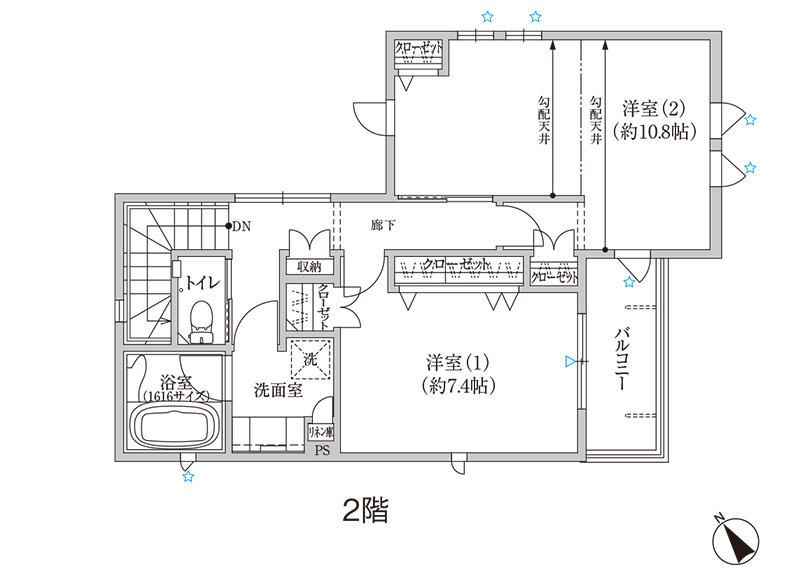 クローゼット
勾配天井
勾配天井
洋室(2)
(約10.8帖)
DN
廊下
トイレ
収納
クローゼット
クローゼット
クローゼット
バルコニー
洋室(1)
(約7.4帖)
洗
浴室
(1616サイズ)
洗面室
リネン庫
PS
2階
N